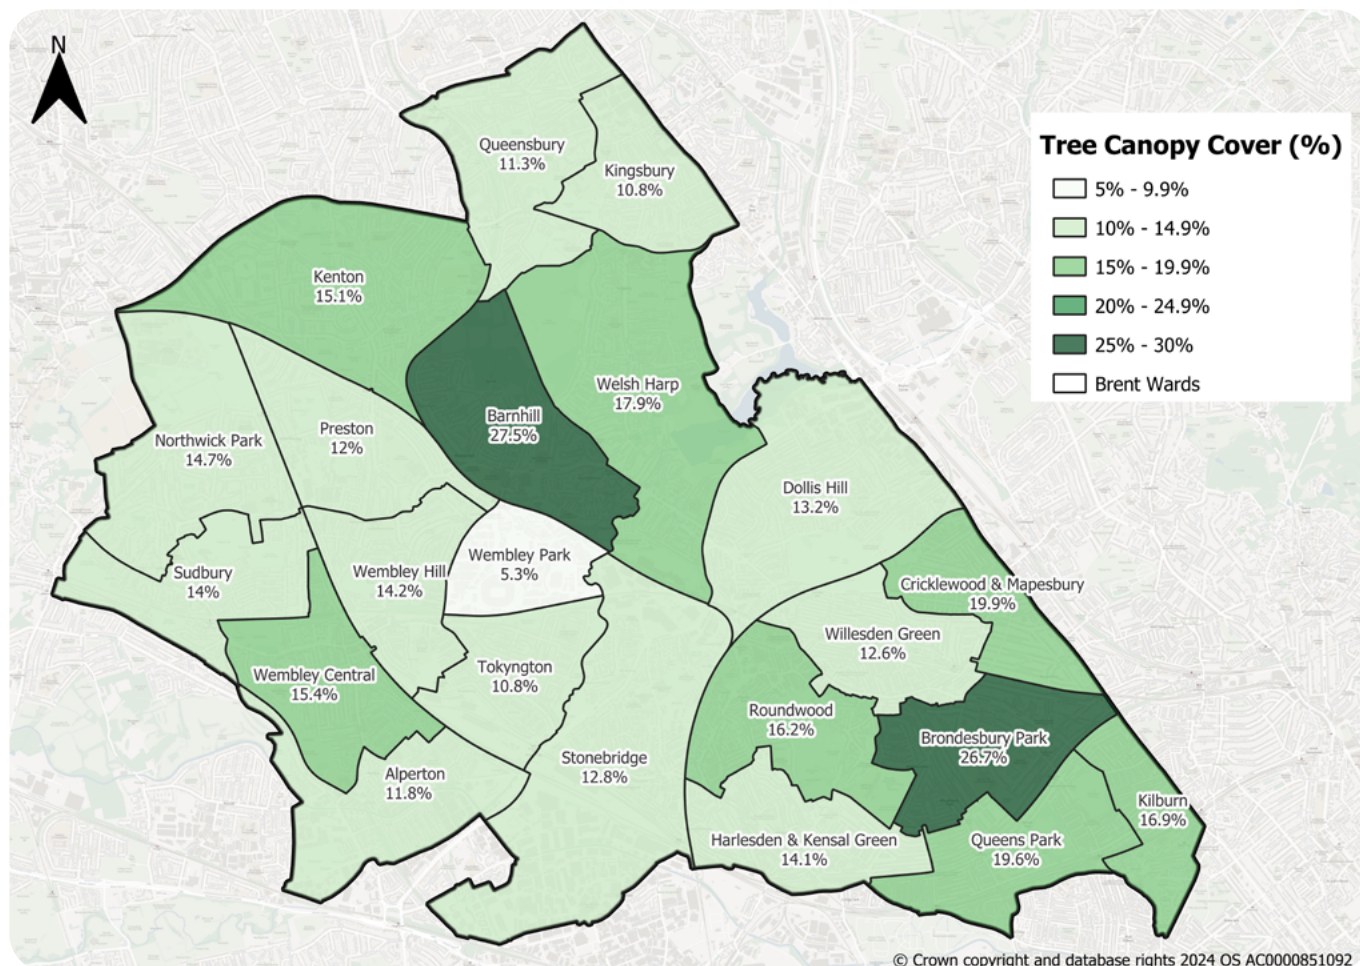 N
Tree Canopy Cover (%)
5% - 9.9%
10% - 14.9%
15% - 19.9%
20% - 24.9%
25% - 30%
Brent Wards
Queensbury
11.3%
Kingsbury
10.8%
Kenton
15.1%
Welsh Harp
17.9%
Barnhill
27.5%
Preston
12%
Northwick Park
14.7%
Dollis Hill
13.2%
Wembley Park
5.3%
Wembley Hill
14.2%
Sudbury
14%
Cricklewood & Mapesbury
19.9%
Willesden Green
12.6%
Tokyngton
10.8%
Wembley Central
15.4%
Roundwood
16.2%
Brondesbury Park
26.7%
Stonebridge
12.8%
Alperton
11.8%
Kilburn
16.9%
Harlesden & Kensal Green
14.1%
Queens Park
19.6%
© Crown copyright and database rights 2024 OS AC0000851092